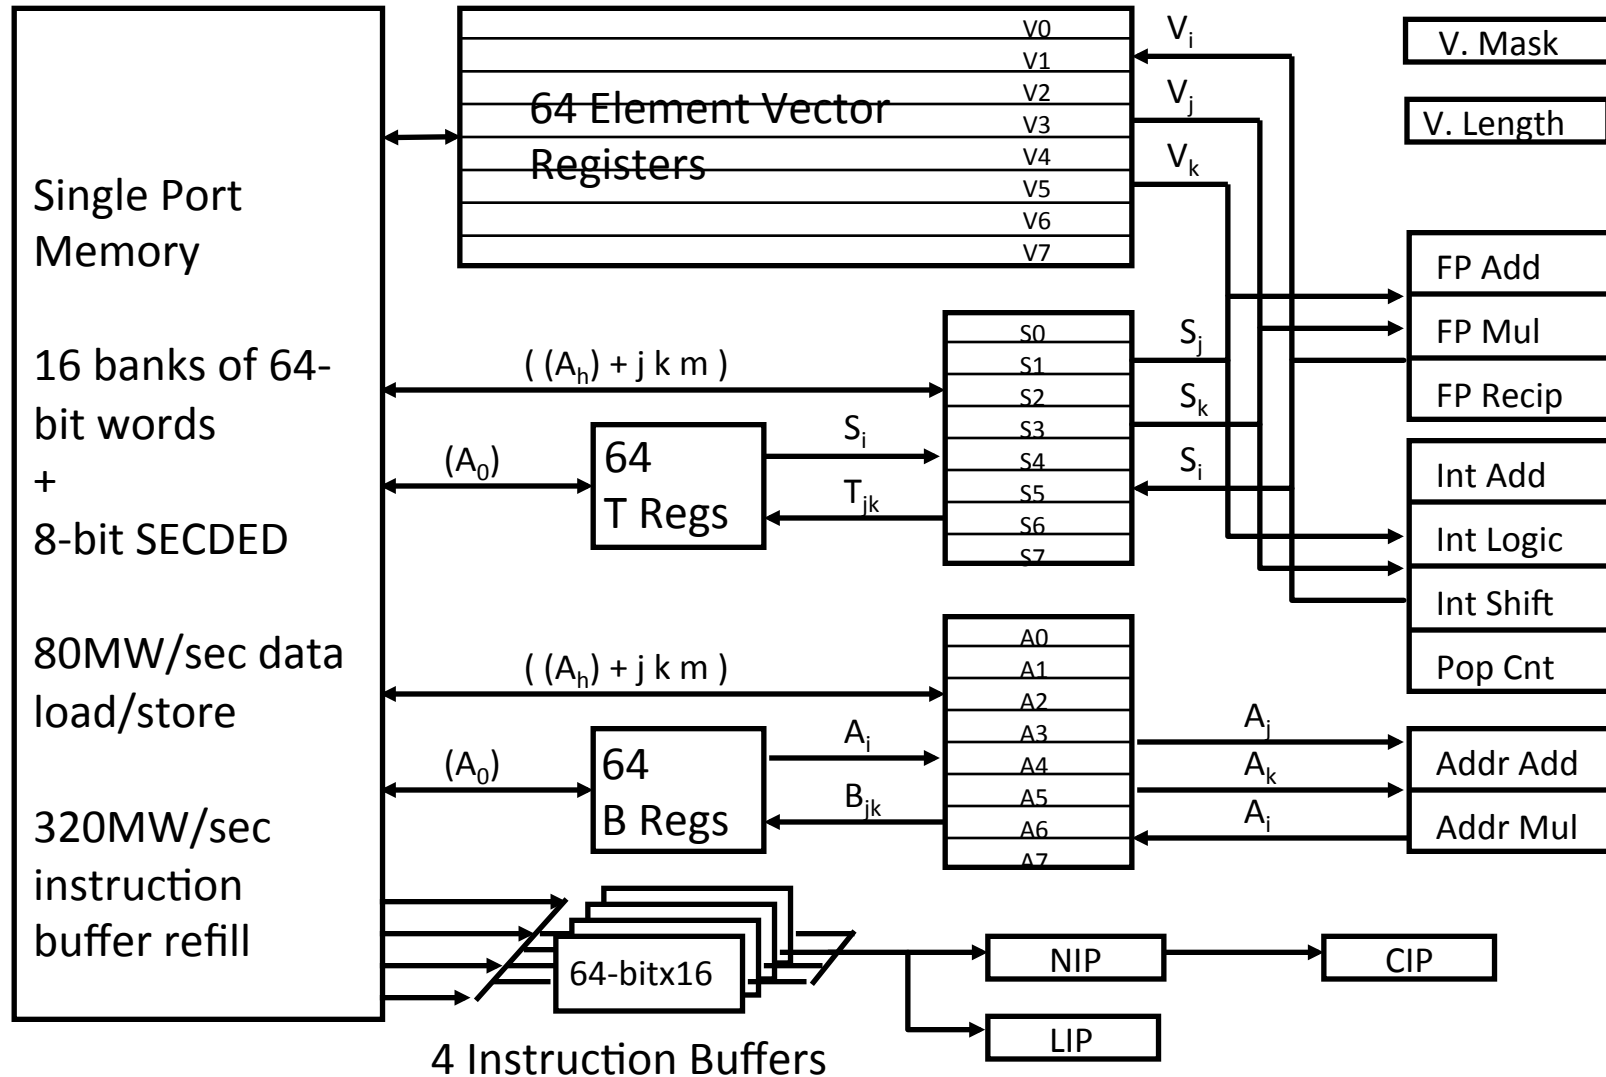 Single Port
Memory
16 banks of 64-
bit words
+
8-bit SECDED
80MW/sec data
load/store
320MW/sec
instruction
buffer refill
64 Element Vector
Registers
V0
V1
V2
V3
V4
V5
V6
V7
Vi
Vj
Vk
V. Mask
V. Length
( (Ah) + j k m )
(A0)
64
T Regs
Si
Tjk
S0
S1
S2
S3
S4
S5
S6
S7
Sj
Sk
Si
FP Add
FP Mul
FP Recip
Int Add
Int Logic
Int Shift
Pop Cnt
( (Ah) + j k m )
(A0)
64
B Regs
Ai
Bjk
A0
A1
A2
A3
A4
A5
A6
A7
Aj
Ak
Ai
Addr Add
Addr Mul
64-bitx16
4 Instruction Buffers
NIP
CIP
LIP